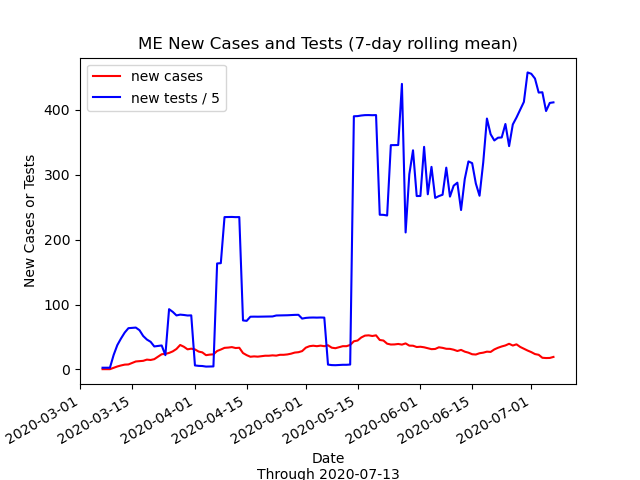 ME New Cases and Tests (7-day rolling mean)
new cases
new tests / 5
New Cases or Tests
400
300
200
100
0
2020-03-01
2020-03-15
2020-04-01
2020-04-15
2020-05-01
2020-05-15
2020-06-01
2020-06-15
2020-07-01
Date
Through 2020-07-13